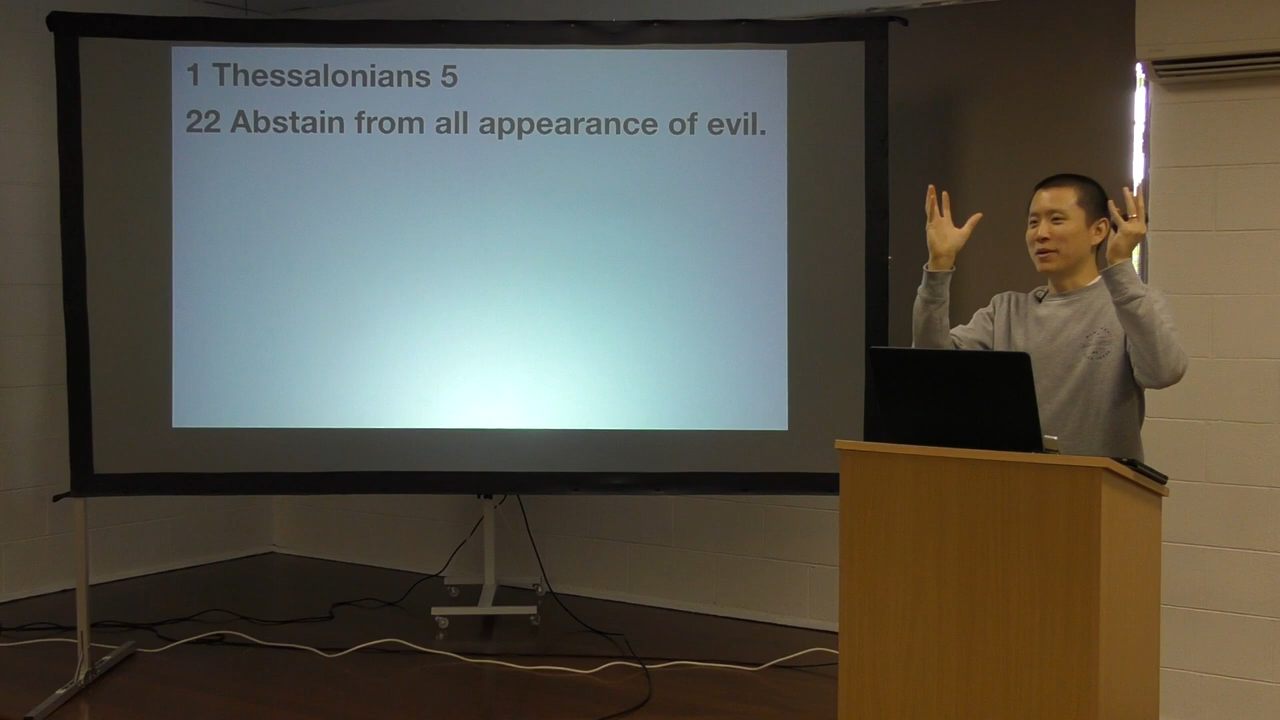 1 Thessalonians 5
22 Abstain from all appearance of evil.